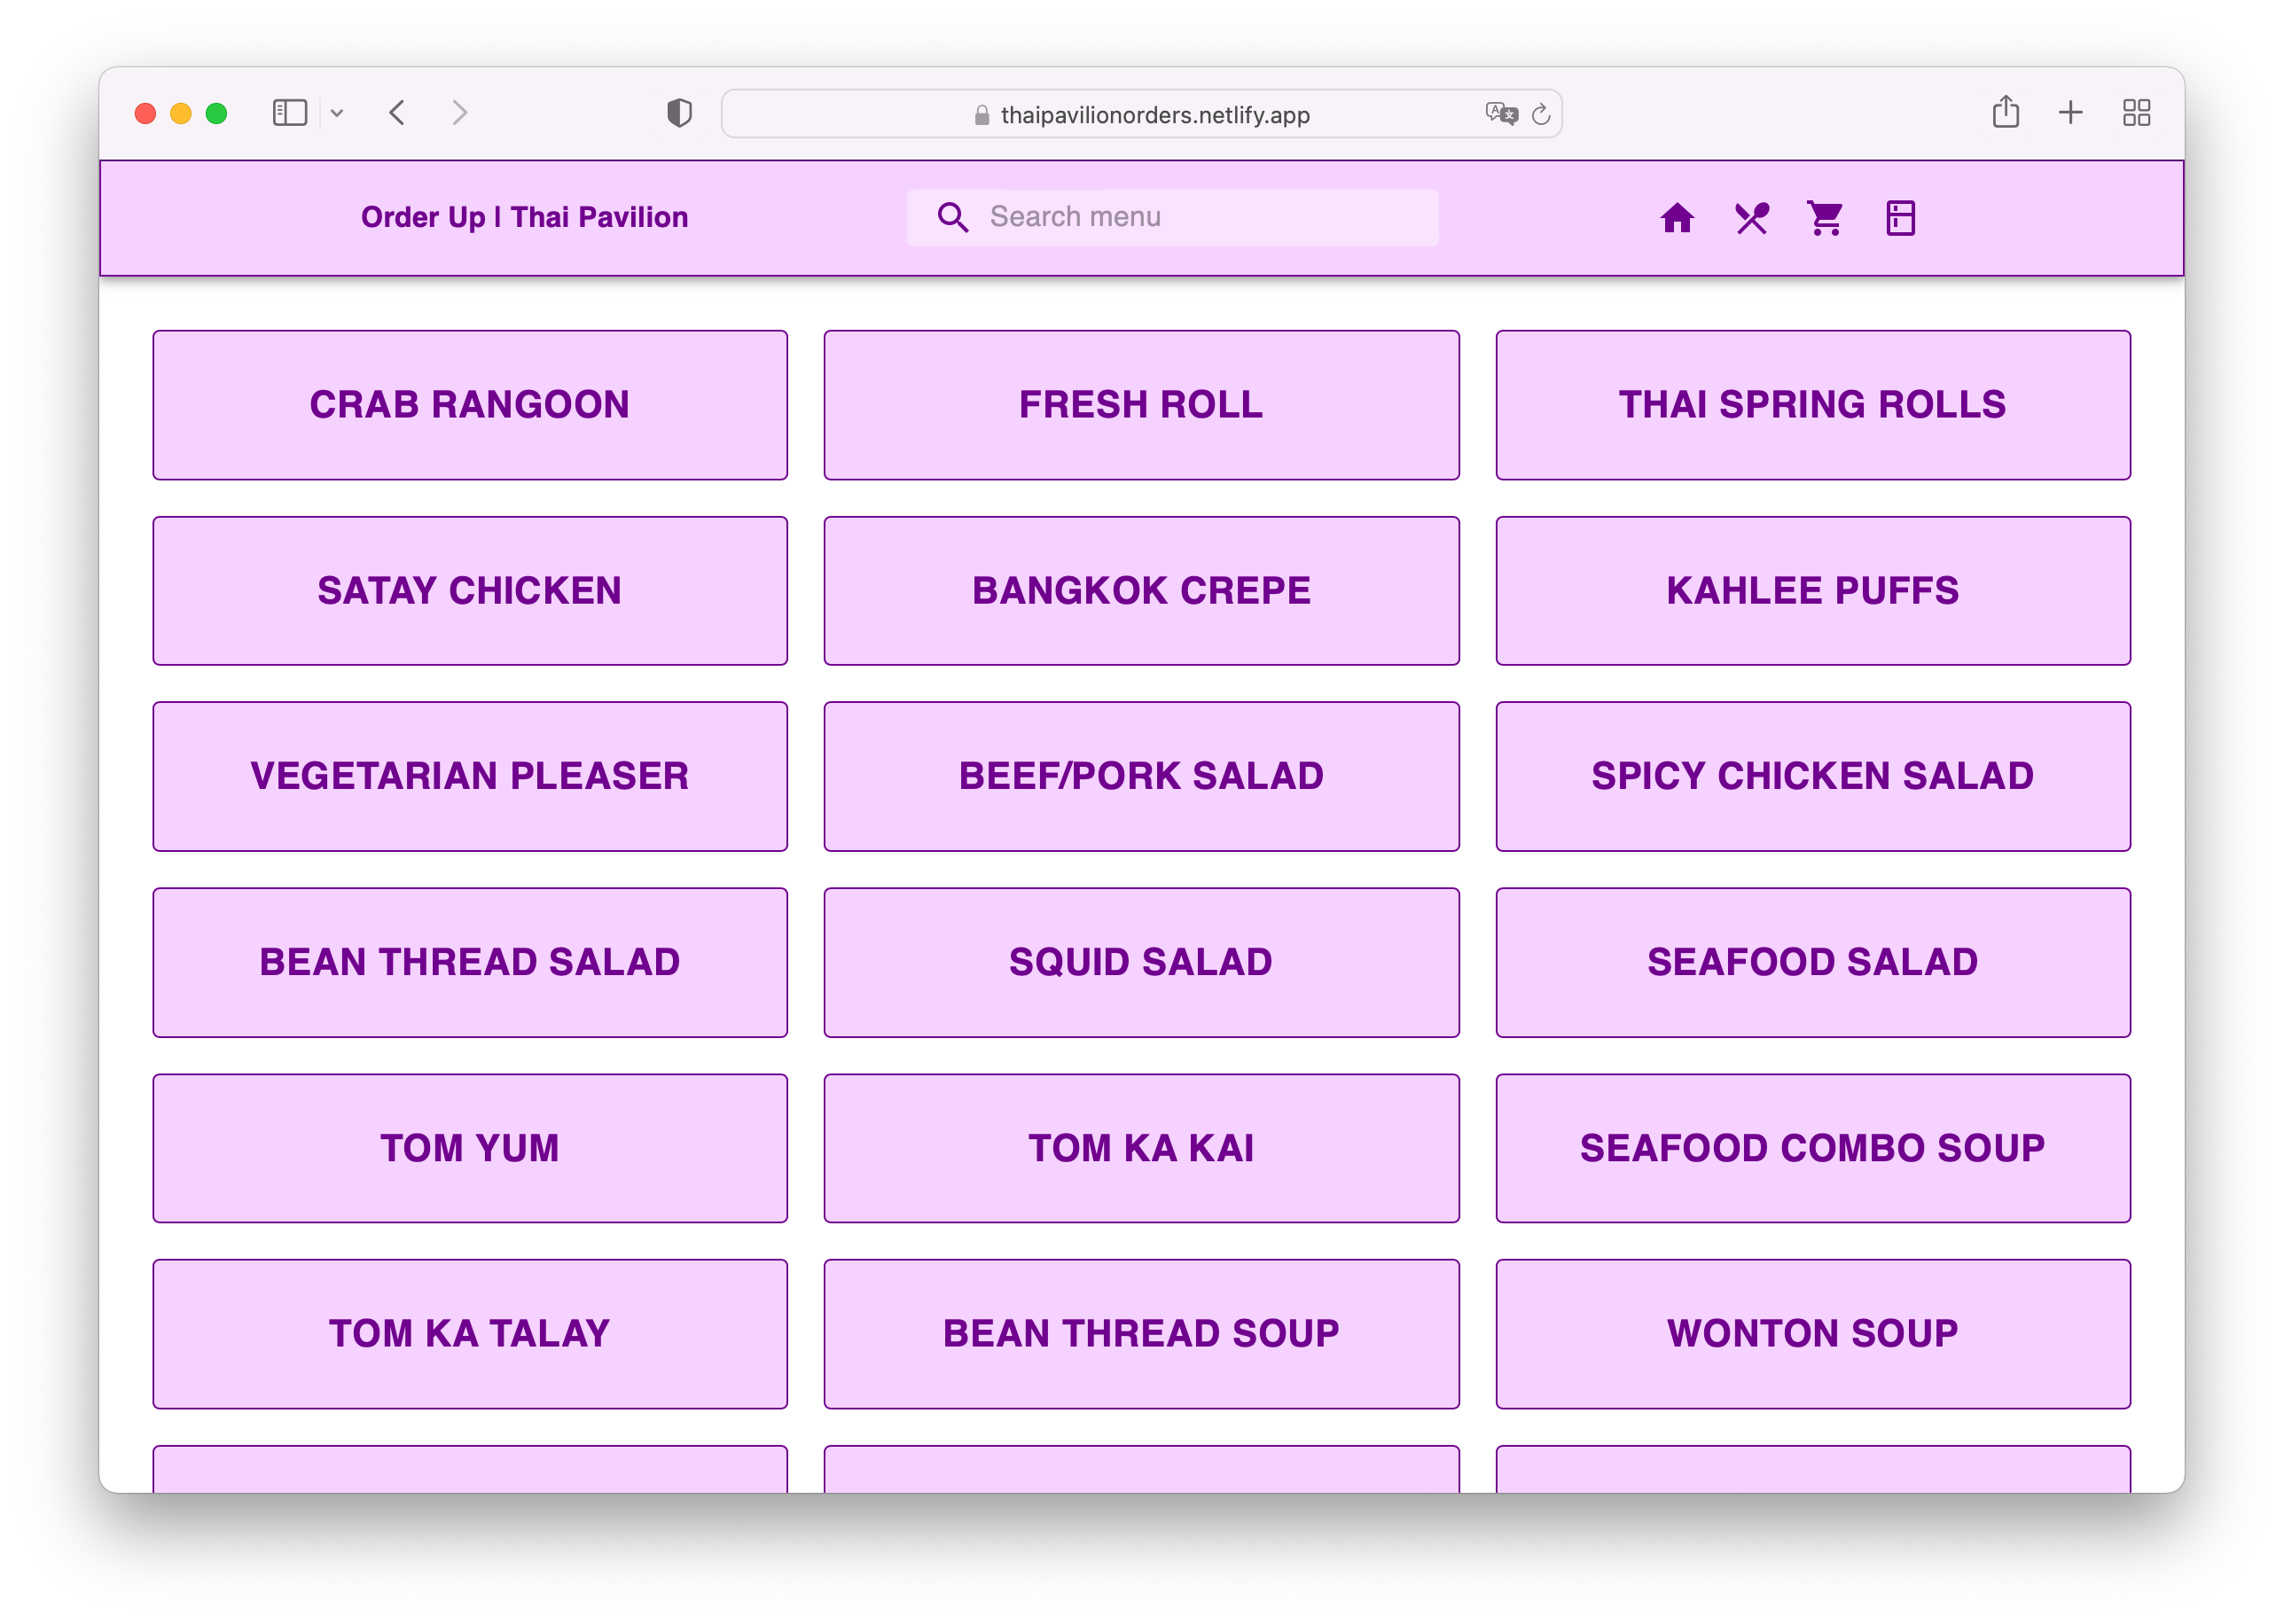 thaipavilionorders.netlify.app
Order Up | Thai Pavilion
Search menu
CRAB RANGOON
FRESH ROLL
THAI SPRING ROLLS
SATAY CHICKEN
BANGKOK CREPE
KAHLEE PUFFS
VEGETARIAN PLEASER
BEEF/PORK SALAD
SPICY CHICKEN SALAD
BEAN THREAD SALAD
SQUID SALAD
SEAFOOD SALAD
TOM YUM
TOM KA KAI
SEAFOOD COMBO SOUP
TOM KA TALAY
BEAN THREAD SOUP
WONTON SOUP